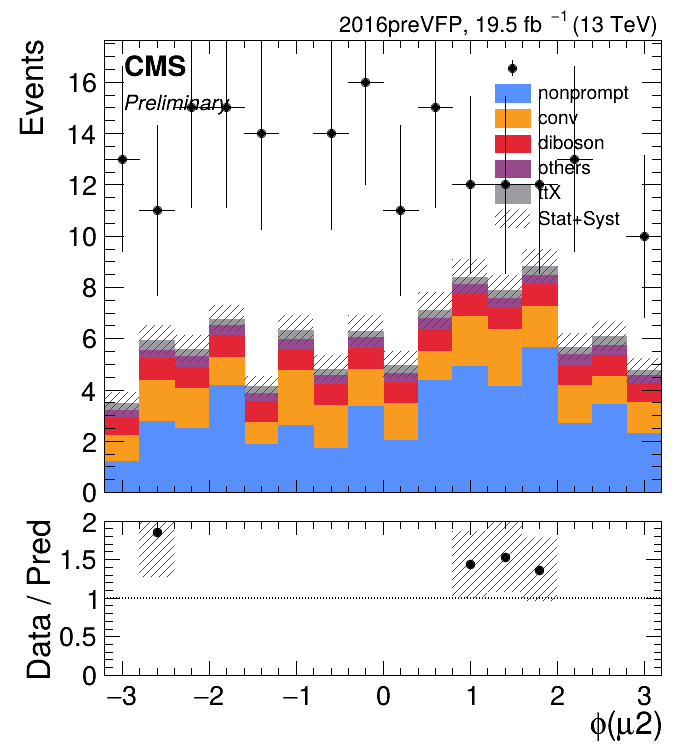 2016preVFP, 19.5 fb⁻¹ (13 TeV)
Events
CMS
Preliminary
nonprompt
conv
diboson
others
ttX
Stat+Syst
16
14
12
10
8
6
4
2
0
Data / Pred
2
1.5
1
0.5
0
−3 −2 −1 0 1 2 3
ϕ(μ2)